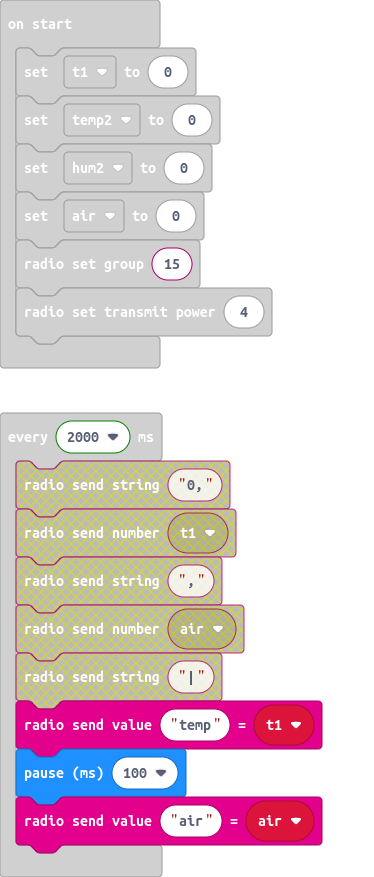 on start
set t1 to 0
set temp2 to 0
set hum2 to 0
set air to 0
radio set group 15
radio set transmit power 4
every 2000 ms
radio send string "0,"
radio send number t1
radio send string ","
radio send number air
radio send string "|"
radio send value "temp" = t1
pause (ms) 100
radio send value "air" = air